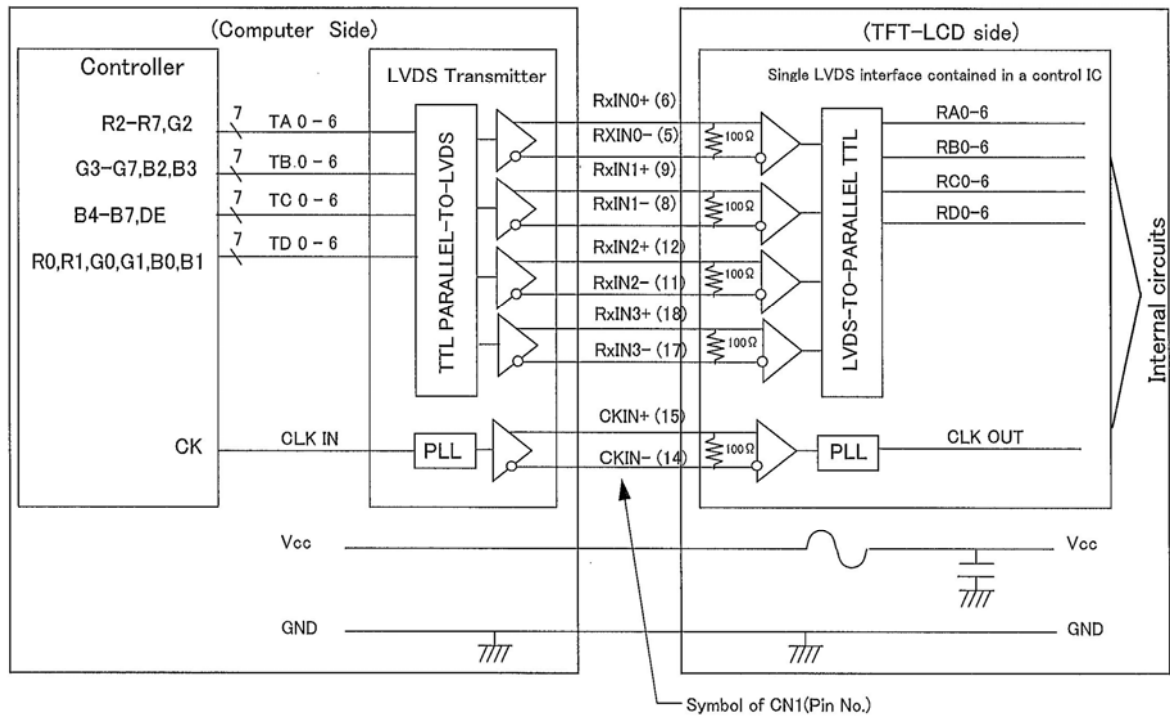 (Computer Side)
(TFT-LCD side)
Controller
LVDS Transmitter
Single LVDS interface contained in a control IC
R2-R7,G2
7
TA 0-6
G3-G7,B2,B3
7
TB.0-6
B4-B7,DE
7
TC 0-6
R0,R1,G0,G1,B0,B1
7
TD 0-6
TTL PARALLEL-TO-LVDS
RxIN0+ (6)
RXIN0- (5)
RxIN1+ (9)
RxIN1- (8)
RxIN2+ (12)
RxIN2- (11)
RxIN3+ (18)
RxIN3- (17)
100Ω
100Ω
100Ω
100Ω
LVDS-TO-PARALLEL TTL
RA0-6
RB0-6
RC0-6
RD0-6
Internal circuits
CK
CLK IN
PLL
CKIN+ (15)
CKIN- (14)
100Ω
PLL
CLK OUT
Vcc
Vcc
GND
GND
Symbol of CN1(Pin No.)